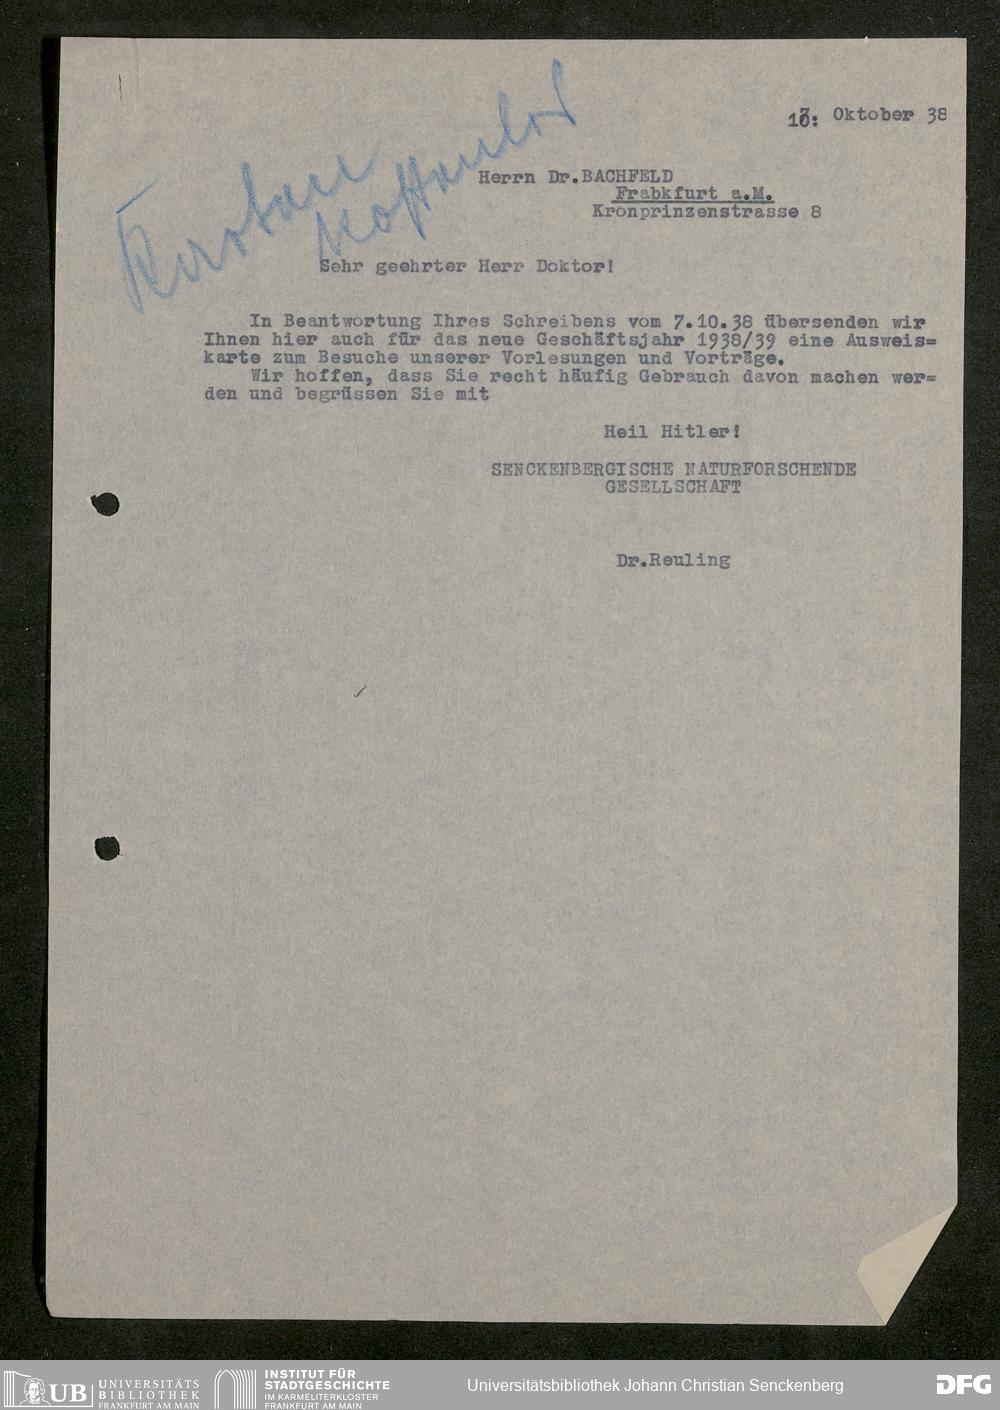 Oktober 38
Herrn Dr.BACHFELD
Frabkfurt a.M.
Kronprinzenstrasse 8
Sehr geehrter Herr Doktor!
In Beantwortung Ihres Schreibens vom 7.10.38 übersenden wir
Ihnen hier auch für das neue Geschäftsjahr 1938/39 eine Ausweis=
karte zum Besuche unserer Vorlesungen und Vorträge.
Wir hoffen, dass Sie recht häufig Gebrauch davon machen wer=
den und begrüssen Sie mit
Heil Hitler!
SENCKENBERGISCHE NATURFORSCHENDE
GESELLSCHAFT
Dr.Reuling
UB UNIVERSITÄTS
BIBLIOTHEK
FRANKFURT AM MAIN
INSTITUT FÜR
STADTGESCHICHTE
IM KARMELITERKLOSTER
FRANKFURT AM MAIN
Universitätsbibliothek Johann Christian Senckenberg
DFG